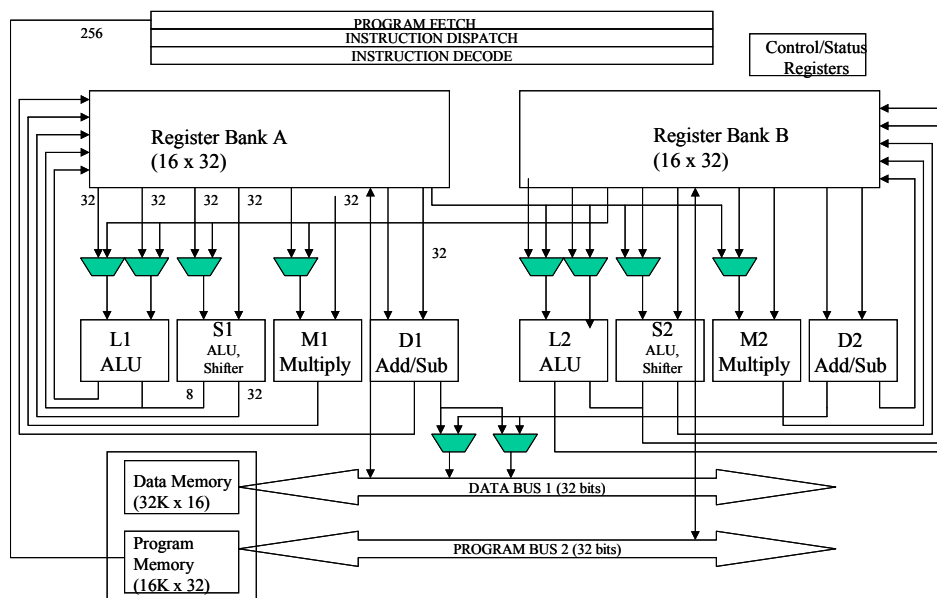 PROGRAM FETCH
256
INSTRUCTION DISPATCH
INSTRUCTION DECODE
Control/Status
Registers
Register Bank A
(16 x 32)
Register Bank B
(16 x 32)
32
32
32
32
32
32
L1
ALU
S1
ALU,
Shifter
M1
Multiply
D1
Add/Sub
L2
ALU
S2
ALU,
Shifter
M2
Multiply
D2
Add/Sub
8
32
Data Memory
(32K x 16)
DATA BUS 1 (32 bits)
Program
Memory
(16K x 32)
PROGRAM BUS 2 (32 bits)